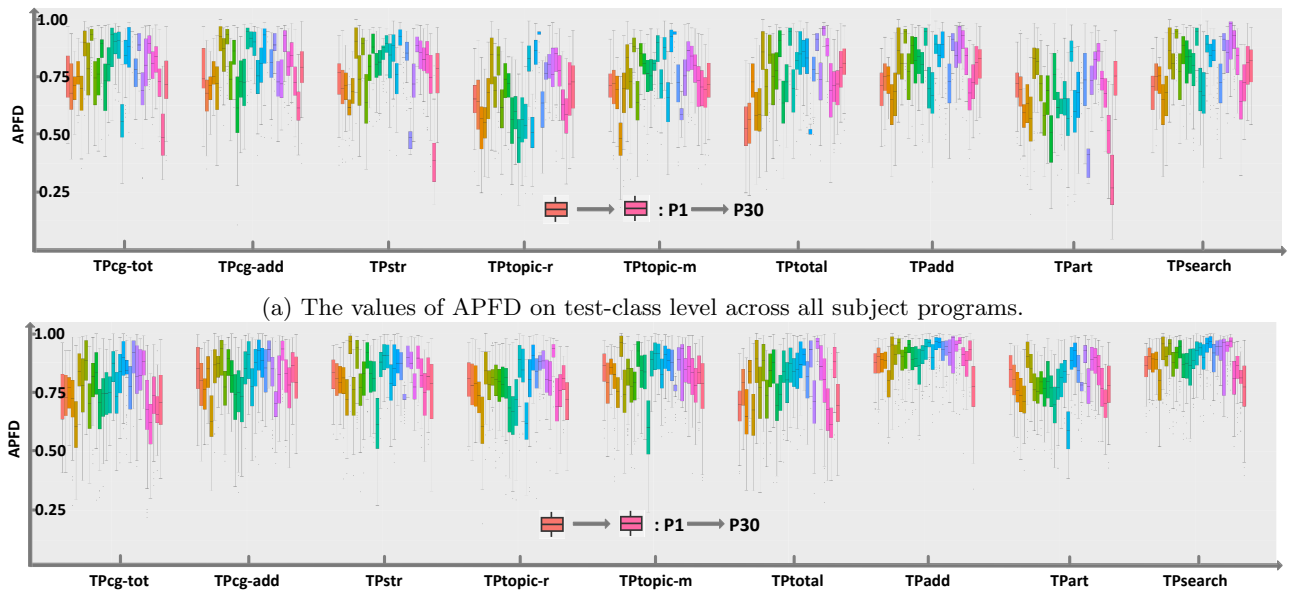 1.00
0.75
0.50
0.25
APFD
: P1 P30
TPcg-tot TPcg-add TPstr TPtopic-r TPtopic-m TPtotal TPadd TPart TPsearch
(a) The values of APFD on test-class level across all subject programs.
1.00
0.75
0.50
0.25
APFD
: P1 P30
TPcg-tot TPcg-add TPstr TPtopic-r TPtopic-m TPtotal TPadd TPart TPsearch